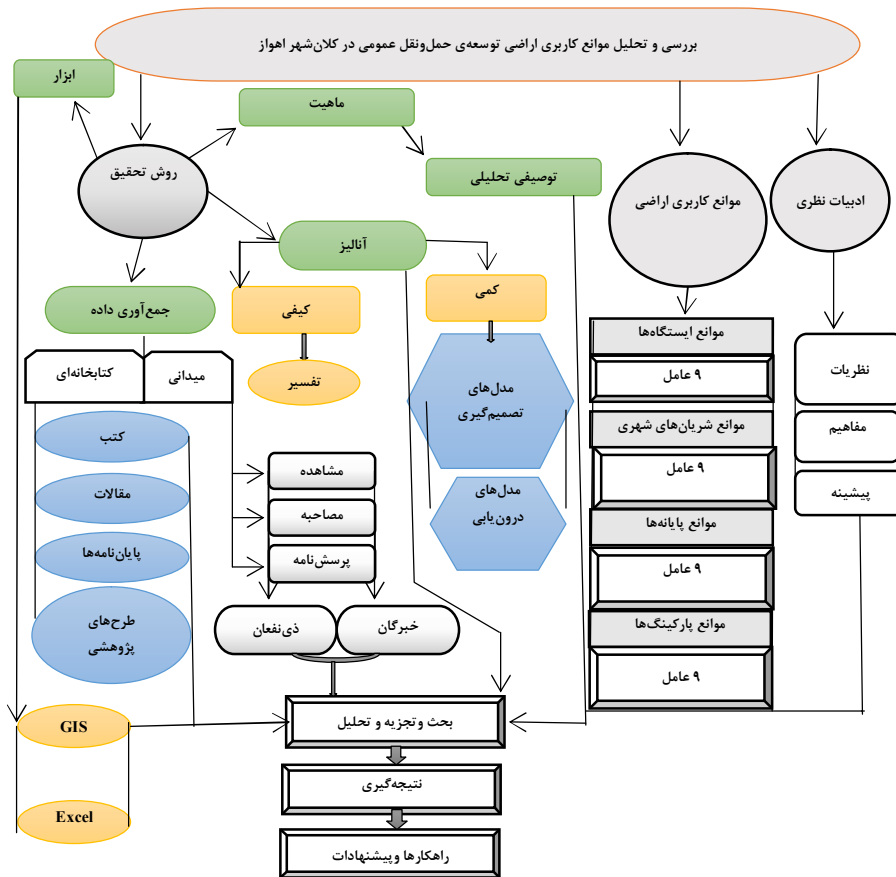 بررسی و تحلیل موانع کاربری اراضی توسعه‌ی حمل‌ونقل عمومی در کلان‌شهر اهواز
ابزار
ماهیت
روش تحقیق
توصیفی تحلیلی
موانع کاربری اراضی
ادبیات نظری
آنالیز
کیفی
کمی
جمع‌آوری داده
موانع ایستگاه‌ها
نظریات
میدانی
کتابخانه‌ای
تفسیر
مدل‌های
تصمیم‌گیری
۹ عامل
موانع شریان‌های شهری
مفاهیم
کتب
مشاهده
۹ عامل
پیشینه
مقالات
مصاحبه
مدل‌های
درون‌یابی
موانع پایانه‌ها
پایان‌نامه‌ها
پرسش‌نامه
۹ عامل
طرح‌های
پژوهشی
خبرگان
ذی‌نفعان
موانع پارکینگ‌ها
۹ عامل
GIS
بحث وتجزیه و تحلیل
نتیجه‌گیری
Excel
راهکارها وپیشنهادات